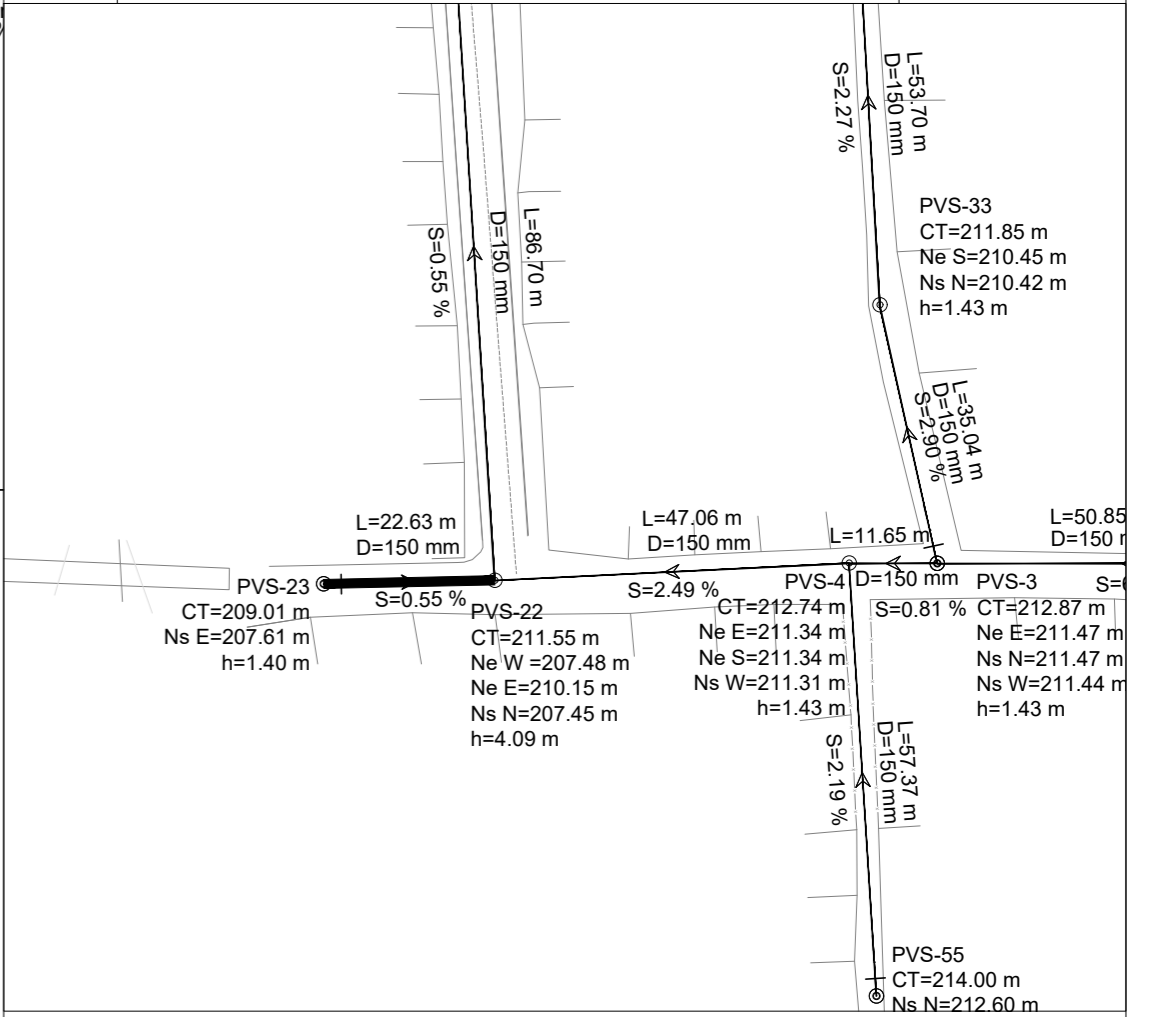 L=53.70 m
D=150 mm
S=2.27 %
PVS-33
CT=211.85 m
Ne S=210.45 m
Ns N=210.42 m
h=1.43 m
L=86.70 m
D=150 mm
S=0.55 %
L=35.04 m
D=150 mm
S=2.90 %
L=22.63 m
D=150 mm
S=0.55 %
L=47.06 m
D=150 mm
S=2.49 %
L=11.65 m
D=150 mm
S=0.81 %
L=50.85
D=150
PVS-23
CT=209.01 m
Ns E=207.61 m
h=1.40 m
PVS-22
CT=211.55 m
Ne W =207.48 m
Ne E=210.15 m
Ns N=207.45 m
h=4.09 m
PVS-4
CT=212.74 m
Ne E=211.34 m
Ne S=211.34 m
Ns W=211.31 m
h=1.43 m
PVS-3
CT=212.87 m
Ne E=211.47 m
Ns N=211.47 m
Ns W=211.44 m
h=1.43 m
L=57.37 m
D=150 mm
S=2.19 %
PVS-55
CT=214.00 m
Ns N=212.60 m